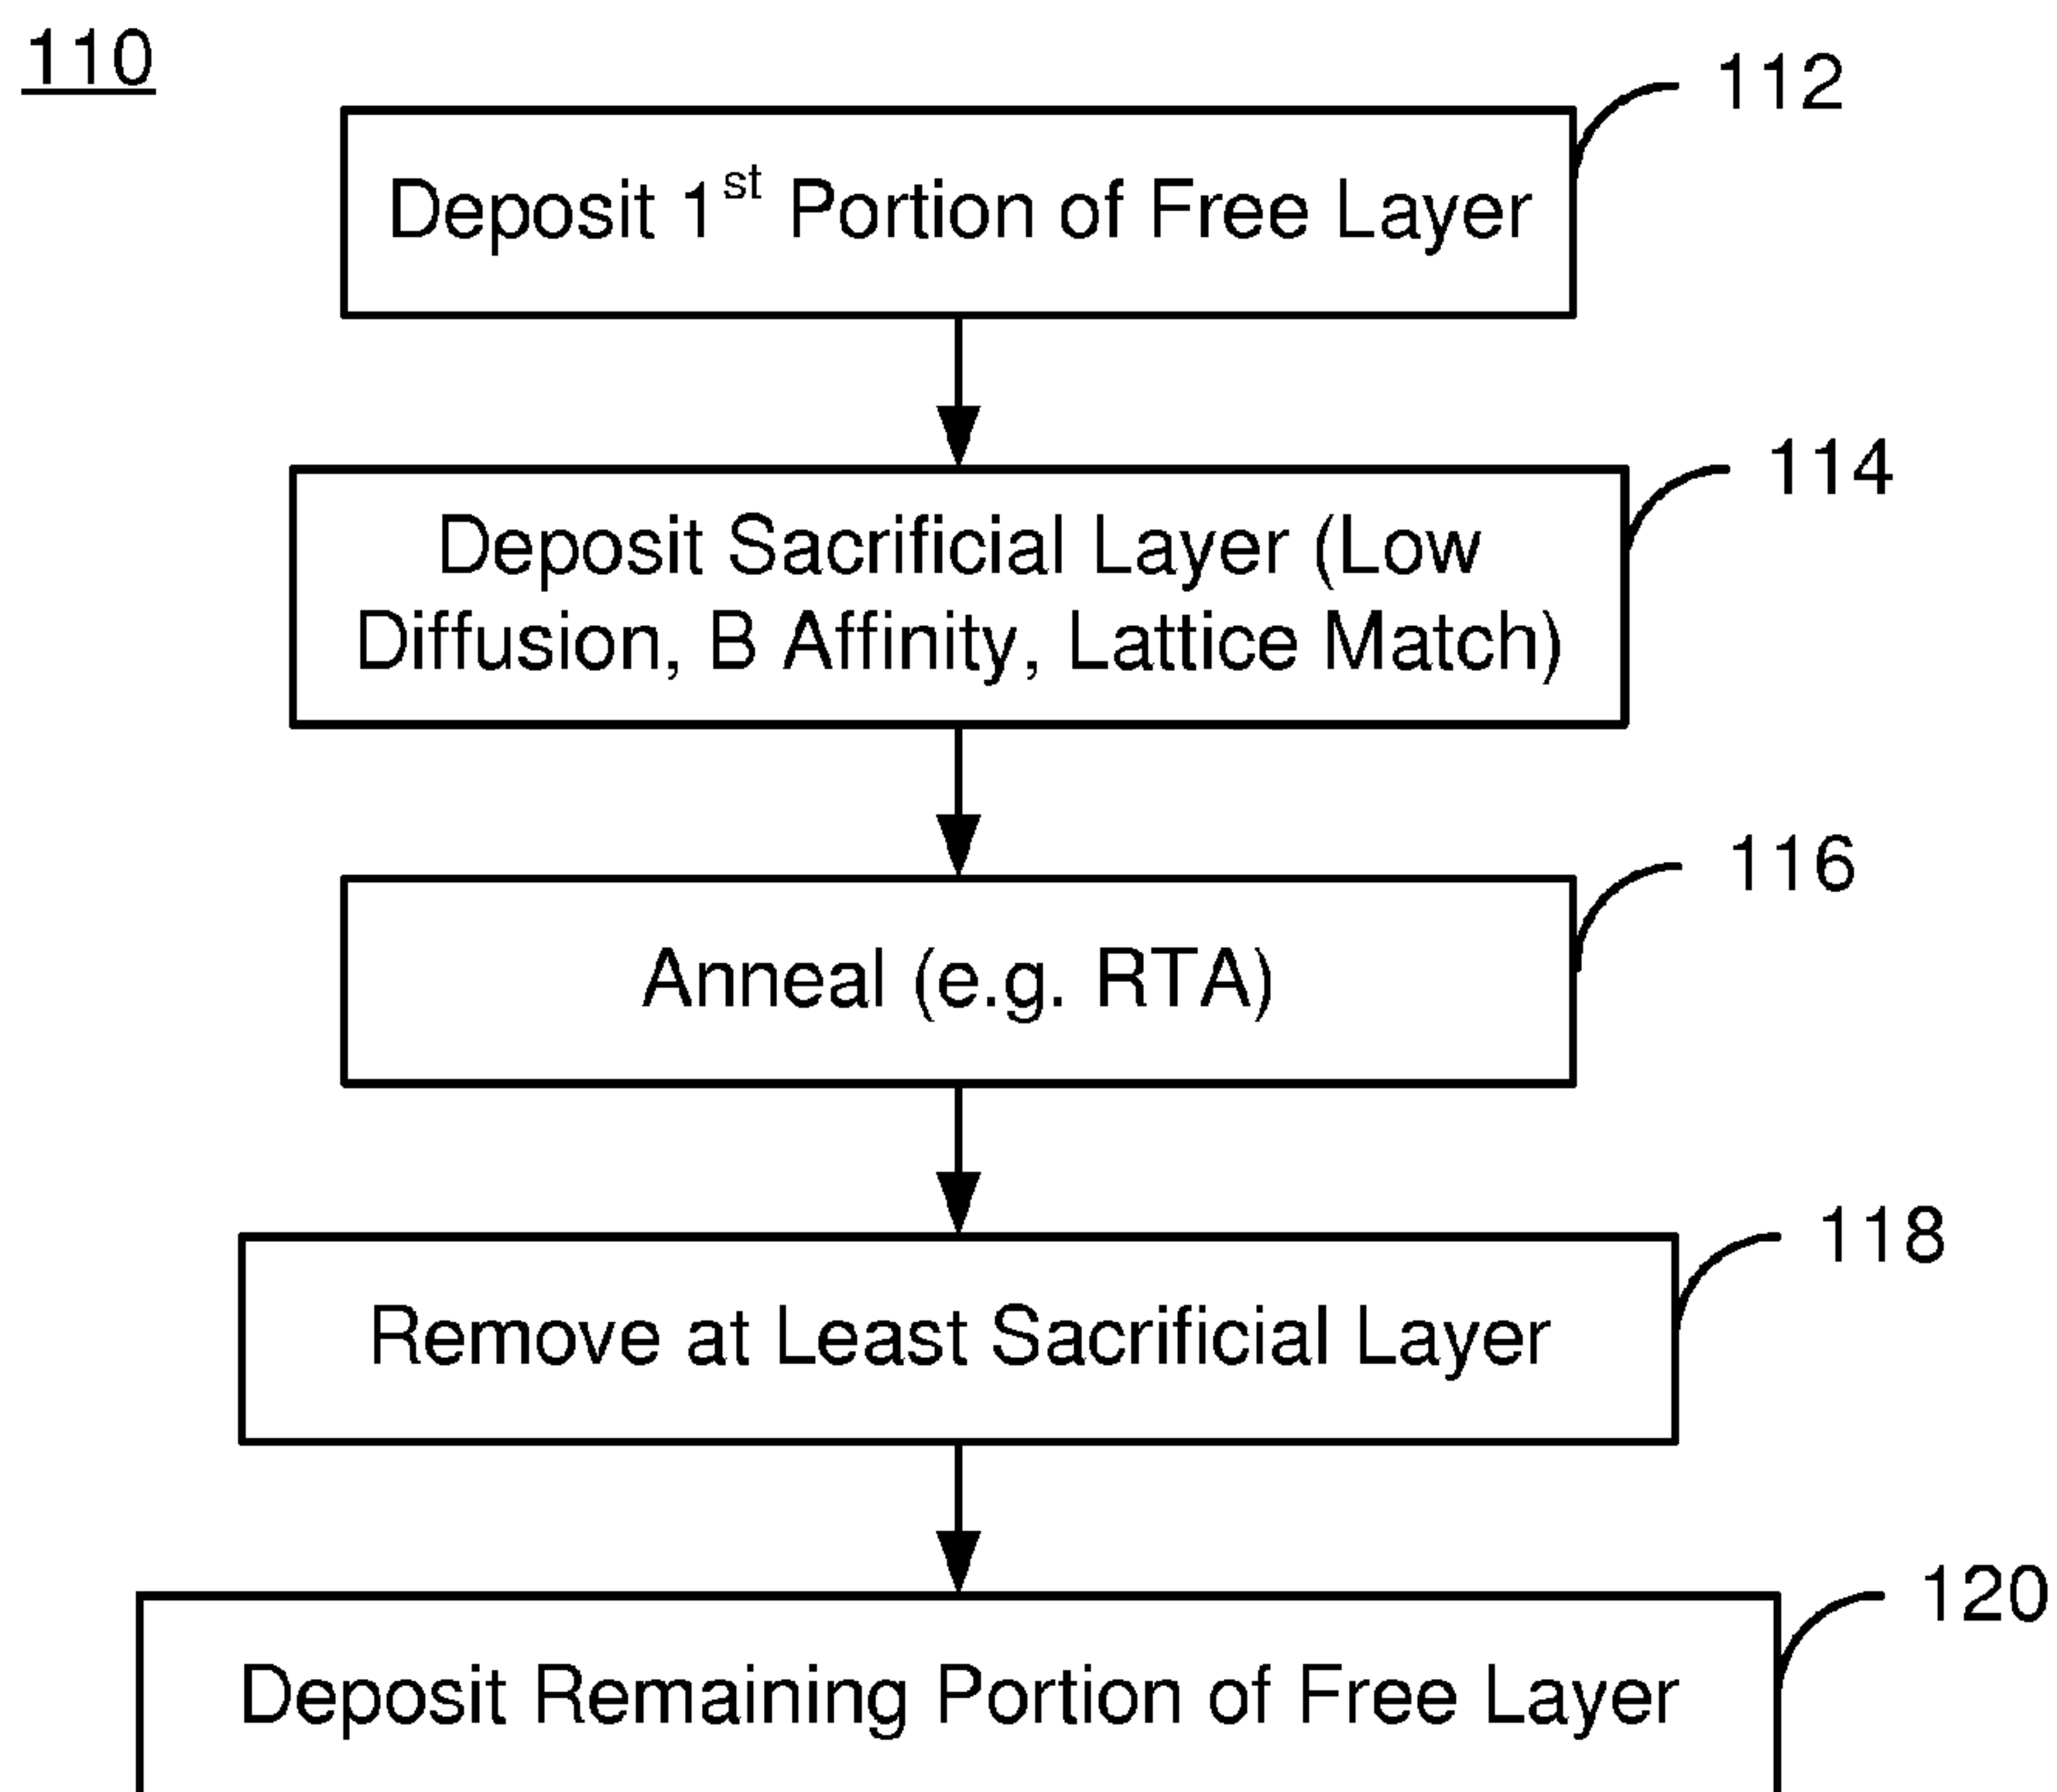 110
112
Deposit 1st Portion of Free Layer
114
Deposit Sacrificial Layer (Low
Diffusion, B Affinity, Lattice Match)
116
Anneal (e.g. RTA)
118
Remove at Least Sacrificial Layer
120
Deposit Remaining Portion of Free Layer